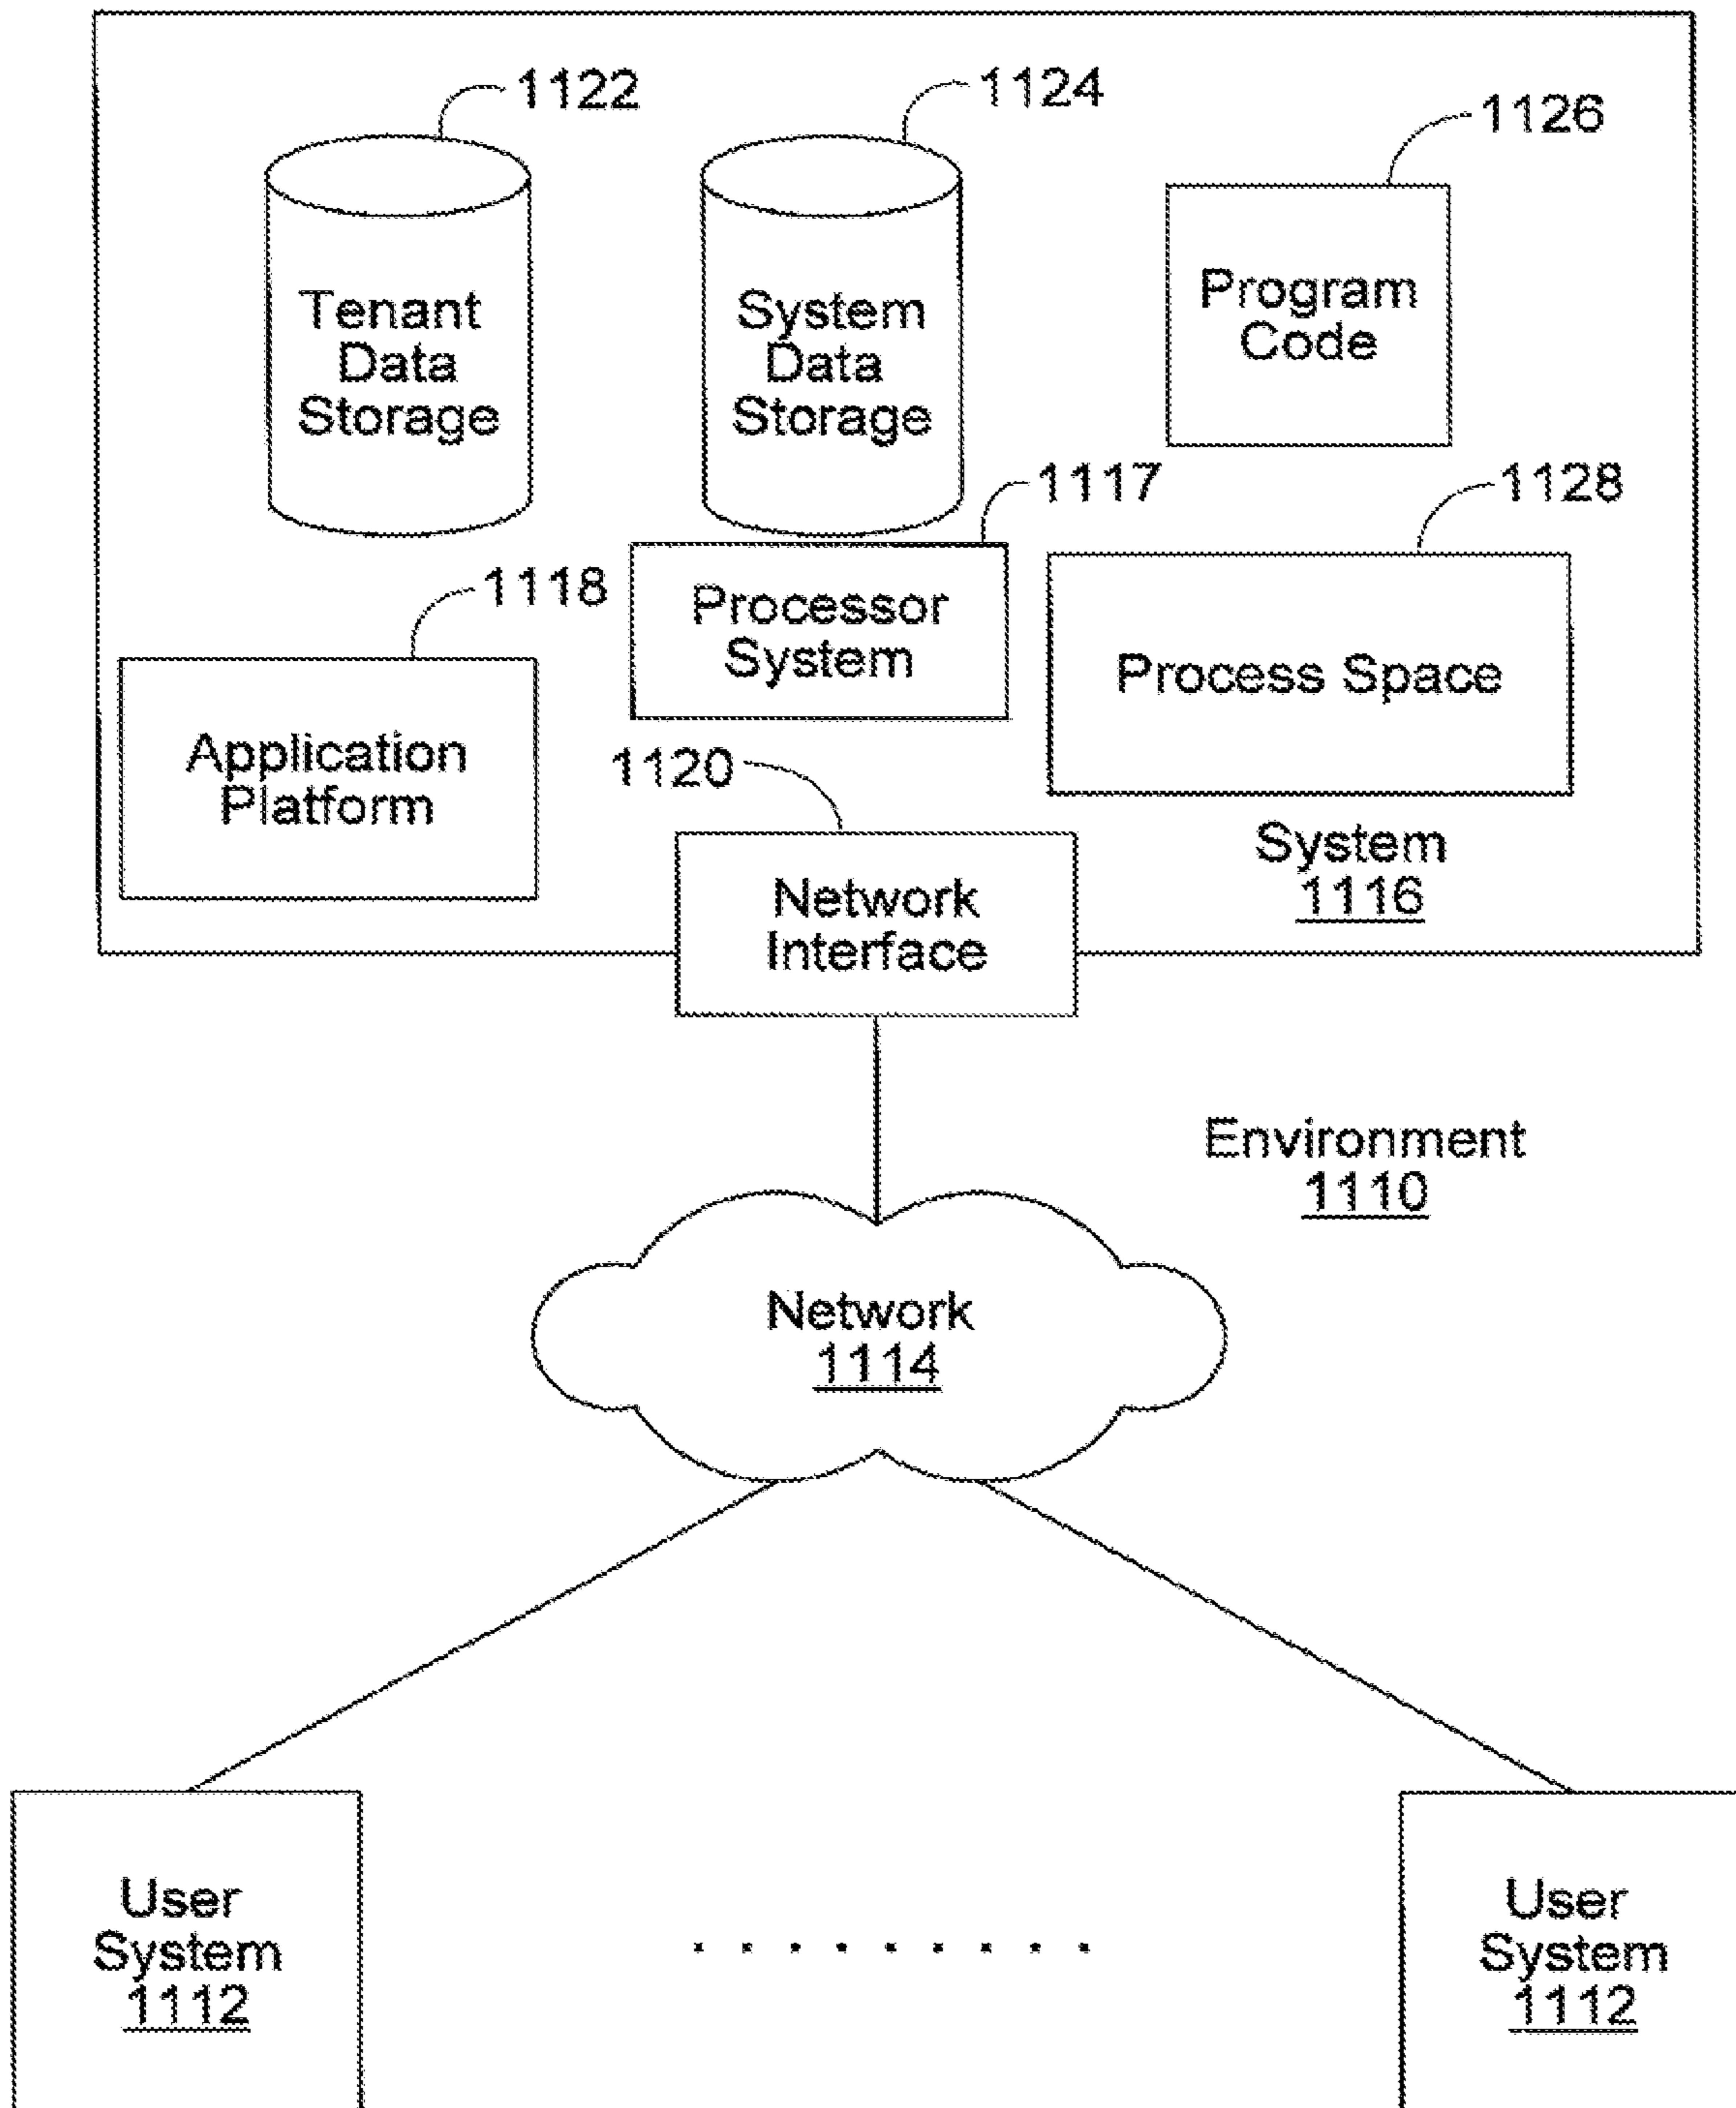 1122
1124
1126
Tenant
Data
Storage
System
Data
Storage
Program
Code
1117
1128
1118
Processor
System
Process Space
Application
Platform
1120
System
1116
Network
Interface
Environment
1110
Network
1114
User
System
1112
User
System
1112